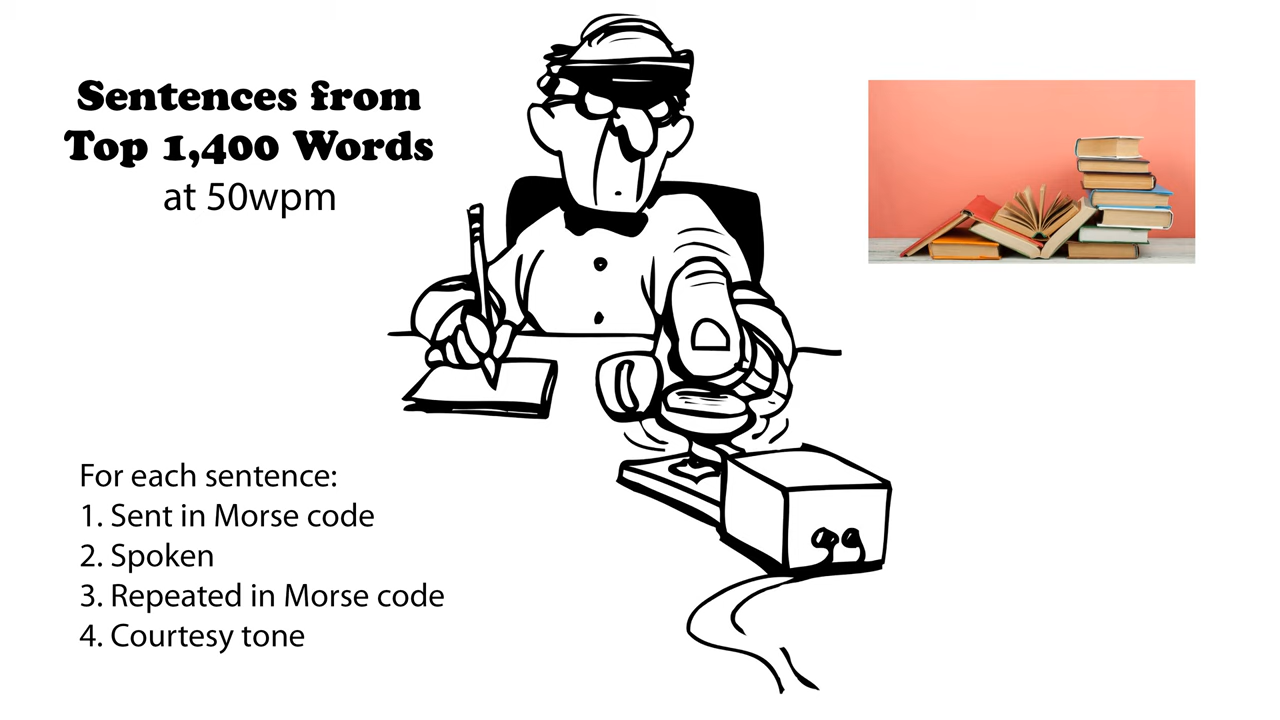 Sentences from
Top 1,400 Words
at 50wpm
For each sentence:
1. Sent in Morse code
2. Spoken
3. Repeated in Morse code
4. Courtesy tone